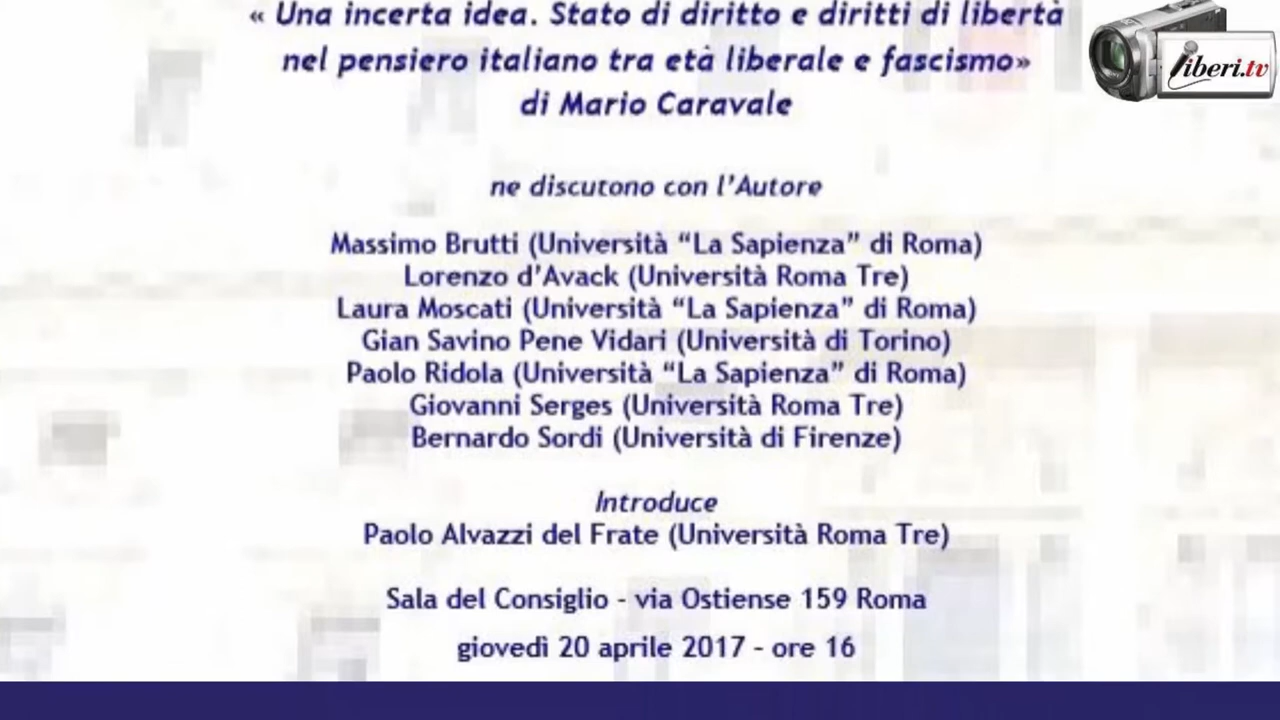 « Una incerta idea. Stato di diritto e diritti di libertà
nel pensiero italiano tra età liberale e fascismo»
di Mario Caravale
ne discutono con l'Autore
Massimo Brutti (Università “La Sapienza” di Roma)
Lorenzo d'Avack (Università Roma Tre)
Laura Moscati (Università “La Sapienza” di Roma)
Gian Savino Pene Vidari (Università di Torino)
Paolo Ridola (Università “La Sapienza” di Roma)
Giovanni Serges (Università Roma Tre)
Bernardo Sordi (Università di Firenze)
Introduce
Paolo Alvazzi del Frate (Università Roma Tre)
Sala del Consiglio - via Ostiense 159 Roma
giovedì 20 aprile 2017 - ore 16
liberi.tv